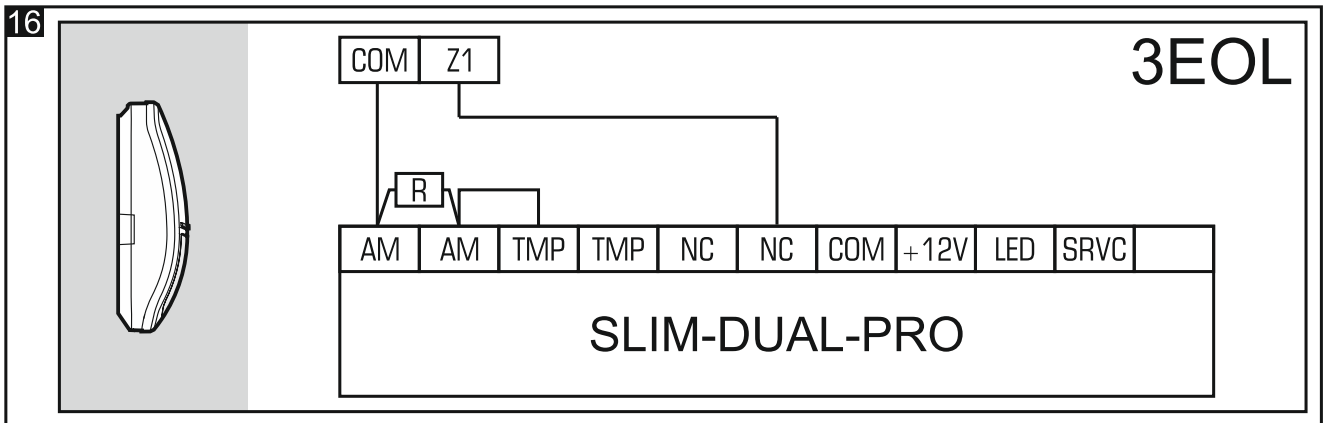 16
3EOL
COM Z1
R
AM AM TMP TMP NC NC COM +12V LED SRVC
SLIM-DUAL-PRO